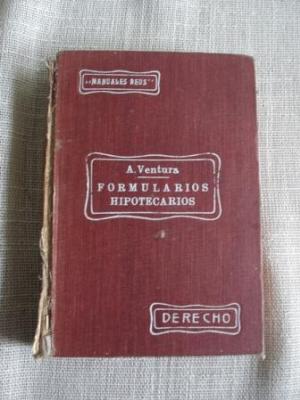 "MANUALES REUS"
A. Ventura
FORMULARIOS
HIPOTECARIOS
DERECHO